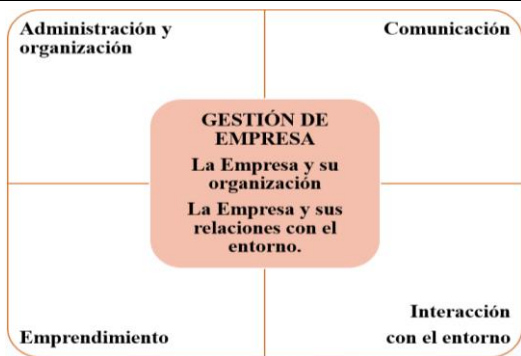 Administración y
organización
Comunicación
GESTIÓN DE
EMPRESA
La Empresa y su
organización
La Empresa y sus
relaciones con el
entorno.
Emprendimiento
Interacción
con el entorno